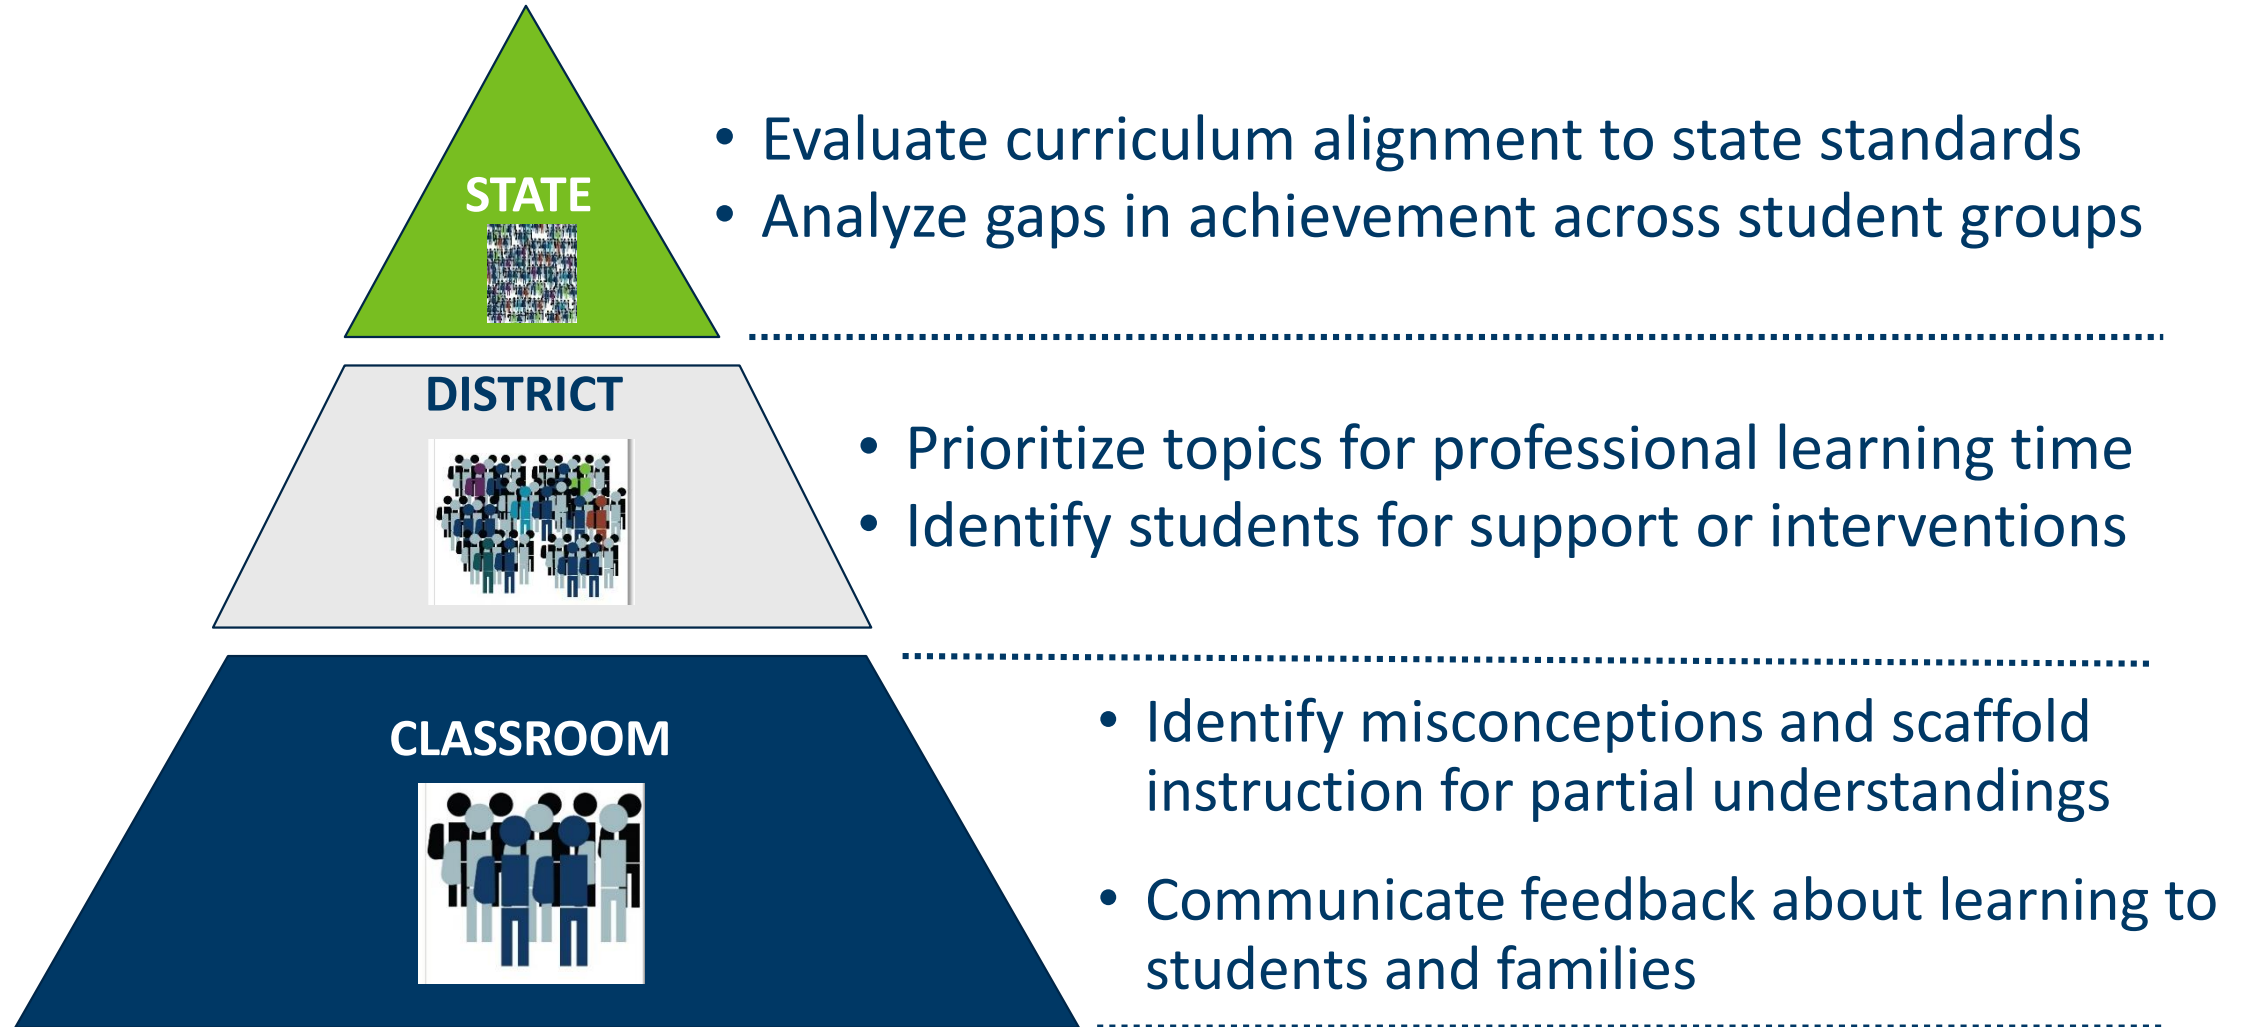 STATE
• Evaluate curriculum alignment to state standards
• Analyze gaps in achievement across student groups
DISTRICT
• Prioritize topics for professional learning time
• Identify students for support or interventions
CLASSROOM
• Identify misconceptions and scaffold
instruction for partial understandings
• Communicate feedback about learning to
students and families